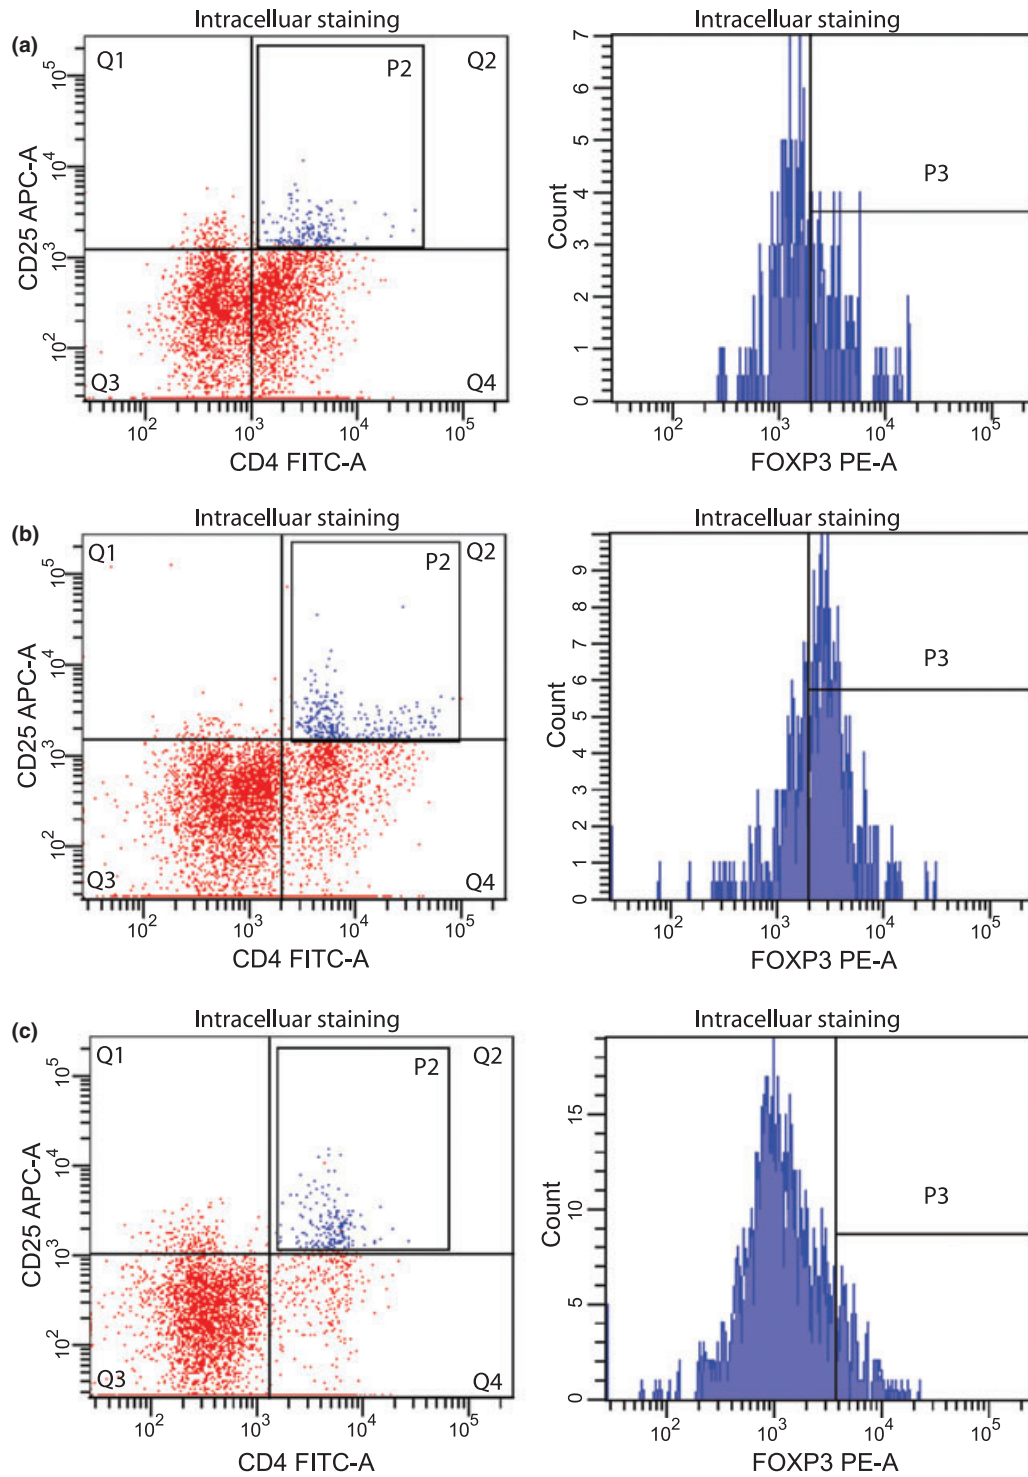 (a)
Intracelluar staining
Q1
P2
Q2
Q3
Q4
10^5
10^4
10^3
10^2
CD25 APC-A
10^2 10^3 10^4 10^5
CD4 FITC-A
Intracelluar staining
7
6
5
4
3
2
1
0
Count
P3
10^2 10^3 10^4 10^5
FOXP3 PE-A
(b)
Intracelluar staining
Q1
P2
Q2
Q3
Q4
10^5
10^4
10^3
10^2
CD25 APC-A
10^2 10^3 10^4 10^5
CD4 FITC-A
Intracelluar staining
9
8
7
6
5
4
3
2
1
0
Count
P3
10^2 10^3 10^4 10^5
FOXP3 PE-A
(c)
Intracelluar staining
Q1
P2
Q2
Q3
Q4
10^5
10^4
10^3
10^2
CD25 APC-A
10^2 10^3 10^4 10^5
CD4 FITC-A
Intracelluar staining
15
10
5
0
Count
P3
10^2 10^3 10^4 10^5
FOXP3 PE-A